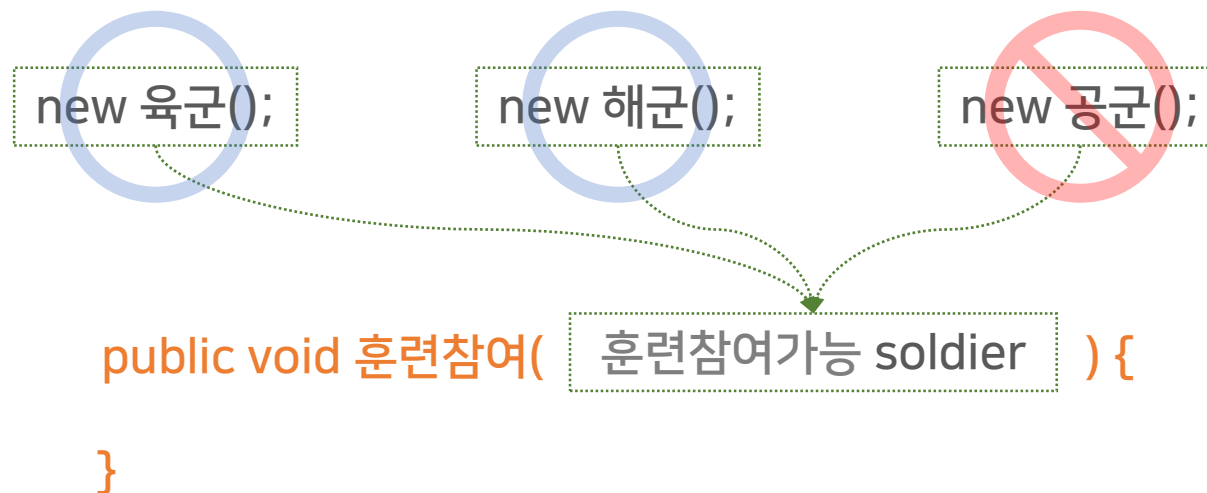 new 육군();
new 해군();
new 공군();
public void 훈련참여( 훈련참여가능 soldier ) {
}